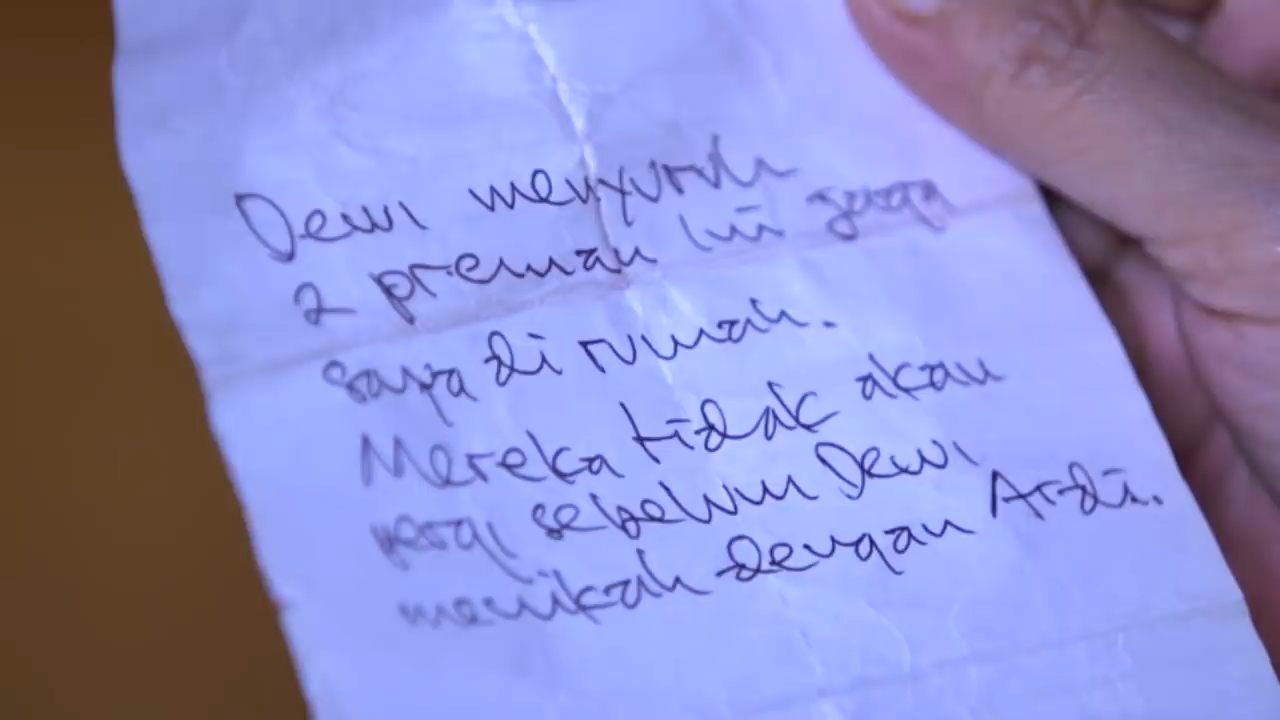 Dewi menyuruh
2 preman ini jaga
saya di rumah.
Mereka tidak akan
pergi sebelum Dewi
menikah dengan Ardi.